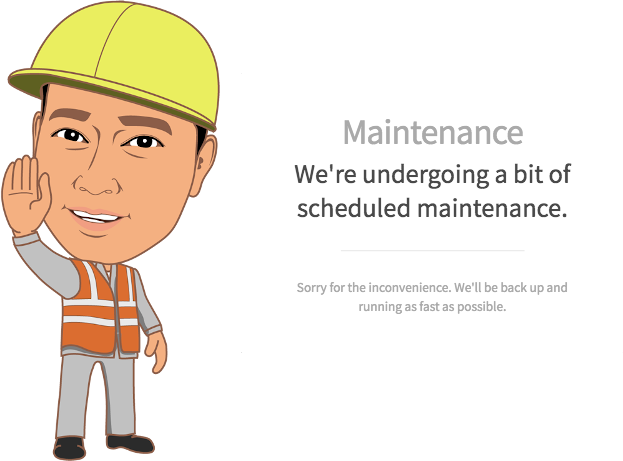 Maintenance
We're undergoing a bit of
scheduled maintenance.
Sorry for the inconvenience. We'll be back up and
running as fast as possible.